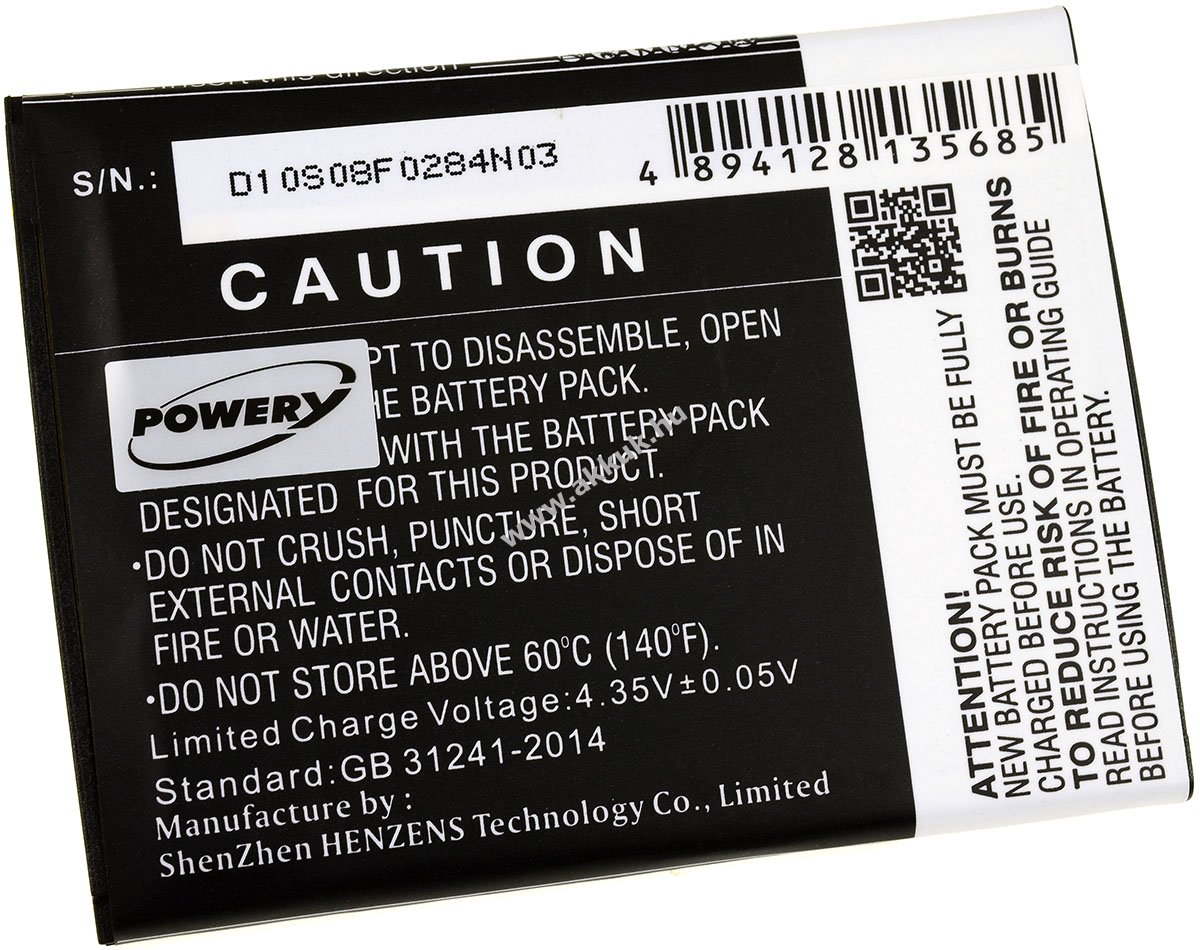 Insert this direction
S/N.: D10S08F0284N03
4 894128 135685
CAUTION
PT TO DISASSEMBLE, OPEN
HE BATTERY PACK.
WITH THE BATTERY PACK
DESIGNATED FOR THIS PRODUCT.
•DO NOT CRUSH, PUNCTURE, SHORT
EXTERNAL CONTACTS OR DISPOSE OF IN
FIRE OR WATER.
•DO NOT STORE ABOVE 60°C (140°F).
Limited Charge Voltage:4.35V±0.05V
Standard:GB 31241-2014
Manufacture by :
ShenZhen HENZENS Technology Co., Limited
POWERY
www.akkuk.hu
ATTENTION!
NEW BATTERY PACK MUST BE FULLY
CHARGED BEFORE USE.
TO REDUCE RISK OF FIRE OR BURNS
READ INSTRUCTIONS IN OPERATING GUIDE
BEFORE USING THE BATTERY.